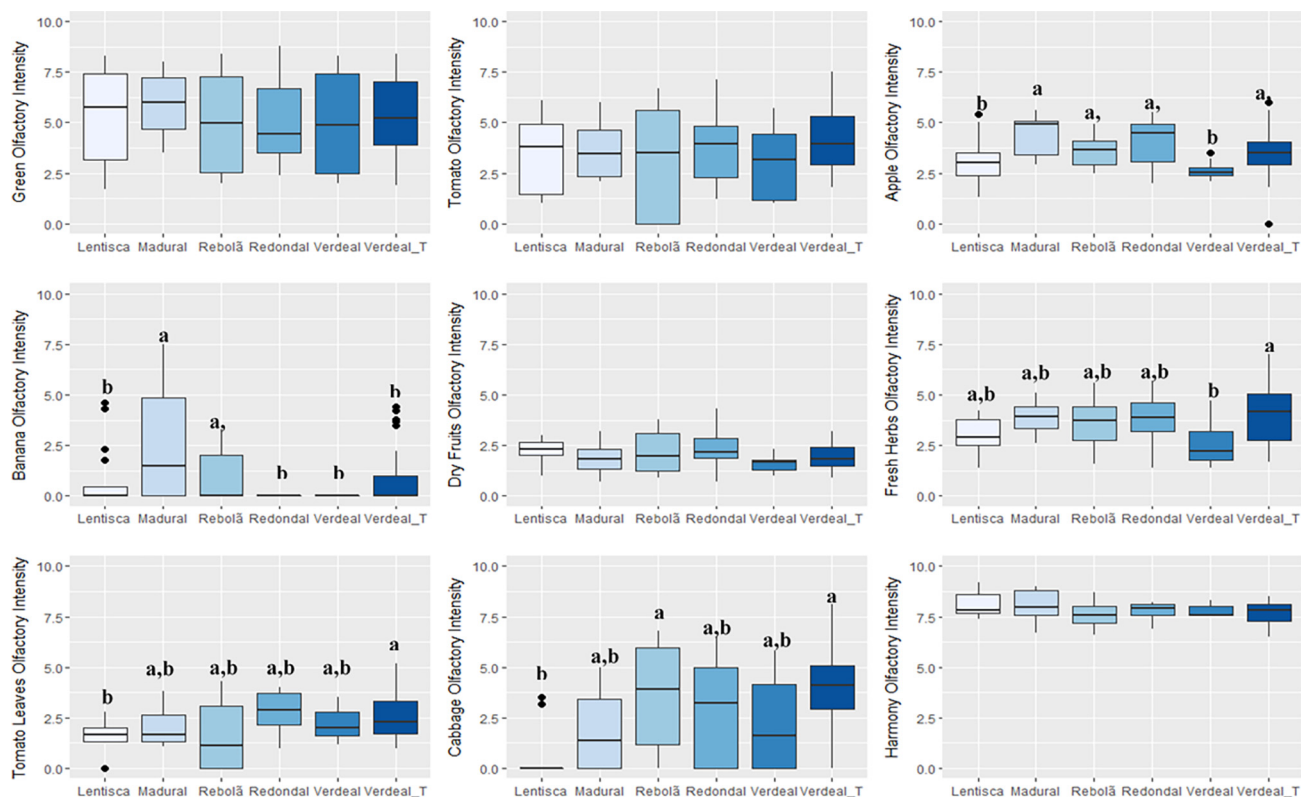 Green Olfactory Intensity
10.0
7.5
5.0
2.5
0.0
Lentisca Madural Rebolã Redondal Verdeal Verdeal_T
Tomato Olfactory Intensity
10.0
7.5
5.0
2.5
0.0
Lentisca Madural Rebolã Redondal Verdeal Verdeal_T
Apple Olfactory Intensity
10.0
7.5
5.0
2.5
0.0
b a a, a, b a,
Lentisca Madural Rebolã Redondal Verdeal Verdeal_T
Banana Olfactory Intensity
10.0
7.5
5.0
2.5
0.0
b a a, b b b
Lentisca Madural Rebolã Redondal Verdeal Verdeal_T
Dry Fruits Olfactory Intensity
10.0
7.5
5.0
2.5
0.0
Lentisca Madural Rebolã Redondal Verdeal Verdeal_T
Fresh Herbs Olfactory Intensity
10.0
7.5
5.0
2.5
0.0
a,b a,b a,b a,b b a
Lentisca Madural Rebolã Redondal Verdeal Verdeal_T
Tomato Leaves Olfactory Intensity
10.0
7.5
5.0
2.5
0.0
b a,b a,b a,b a,b a
Lentisca Madural Rebolã Redondal Verdeal Verdeal_T
Cabbage Olfactory Intensity
10.0
7.5
5.0
2.5
0.0
b a,b a a,b a,b a
Lentisca Madural Rebolã Redondal Verdeal Verdeal_T
Harmony Olfactory Intensity
10.0
7.5
5.0
2.5
0.0
Lentisca Madural Rebolã Redondal Verdeal Verdeal_T